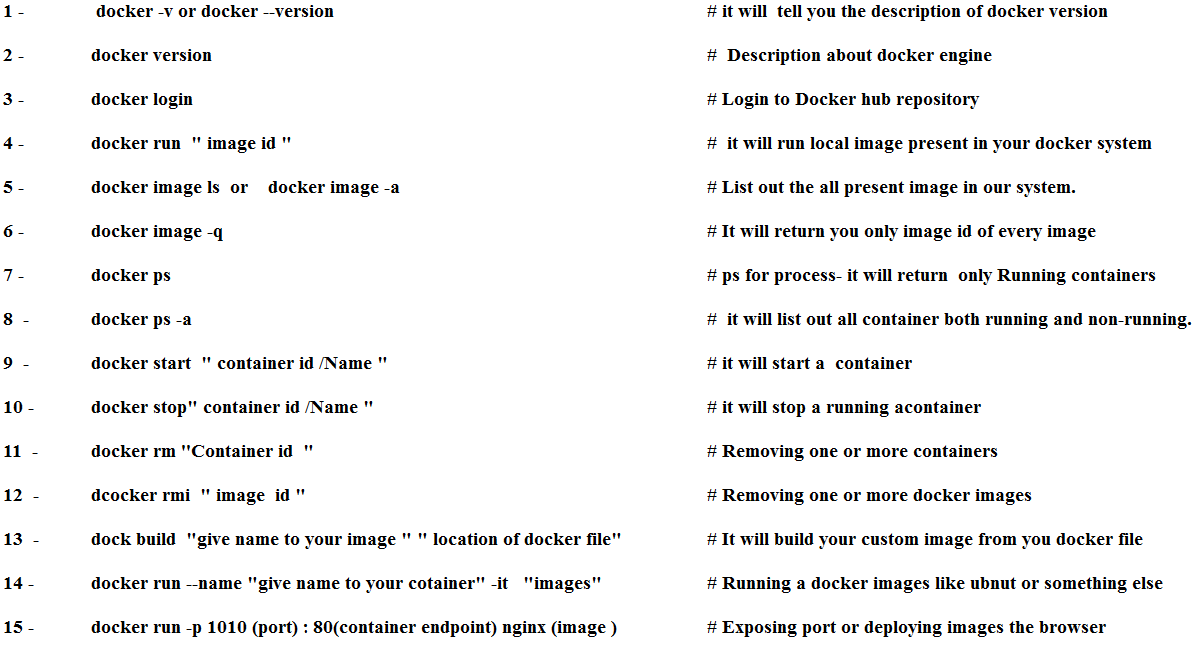 1 - docker -v or docker --version # it will tell you the description of docker version
2 - docker version # Description about docker engine
3 - docker login # Login to Docker hub repository
4 - docker run " image id " # it will run local image present in your docker system
5 - docker image ls or docker image -a # List out the all present image in our system.
6 - docker image -q # It will return you only image id of every image
7 - docker ps # ps for process- it will return only Running containers
8 - docker ps -a # it will list out all container both running and non-running.
9 - docker start " container id /Name " # it will start a container
10 - docker stop" container id /Name " # it will stop a running acontainer
11 - docker rm "Container id " # Removing one or more containers
12 - dcocker rmi " image id " # Removing one or more docker images
13 - dock build "give name to your image " " location of docker file" # It will build your custom image from you docker file
14 - docker run --name "give name to your cotainer" -it "images" # Running a docker images like ubnut or something else
15 - docker run -p 1010 (port) : 80(container endpoint) nginx (image ) # Exposing port or deploying images the browser